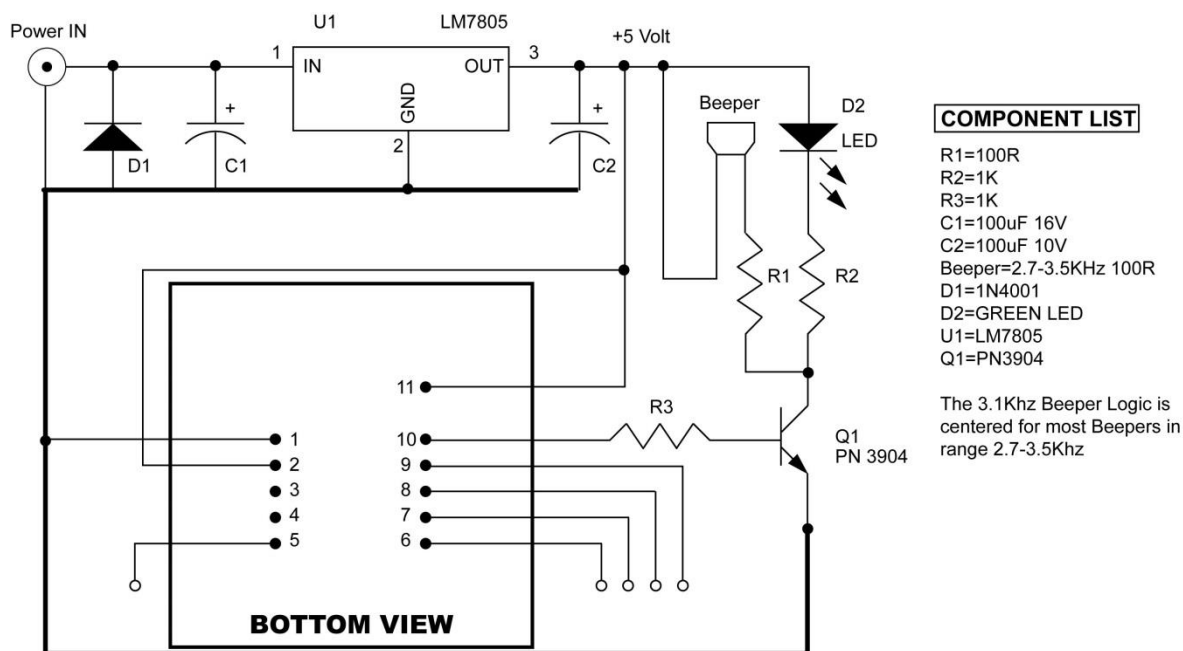 Power IN
U1
LM7805
+5 Volt
1
IN
OUT
3
GND
2
+
D1
C1
+
C2
Beeper
D2
LED
R1
R2
COMPONENT LIST
R1=100R
R2=1K
R3=1K
C1=100uF 16V
C2=100uF 10V
Beeper=2.7-3.5KHz 100R
D1=1N4001
D2=GREEN LED
U1=LM7805
Q1=PN3904
The 3.1Khz Beeper Logic is
centered for most Beepers in
range 2.7-3.5Khz
11
1
10
2
9
3
8
4
7
5
6
R3
Q1
PN 3904
BOTTOM VIEW